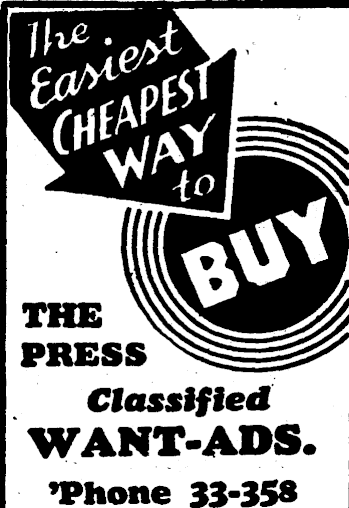 The
Easiest
CHEAPEST
WAY
to
BUY
THE
PRESS
Classified
WANT-ADS.
'Phone 33-358